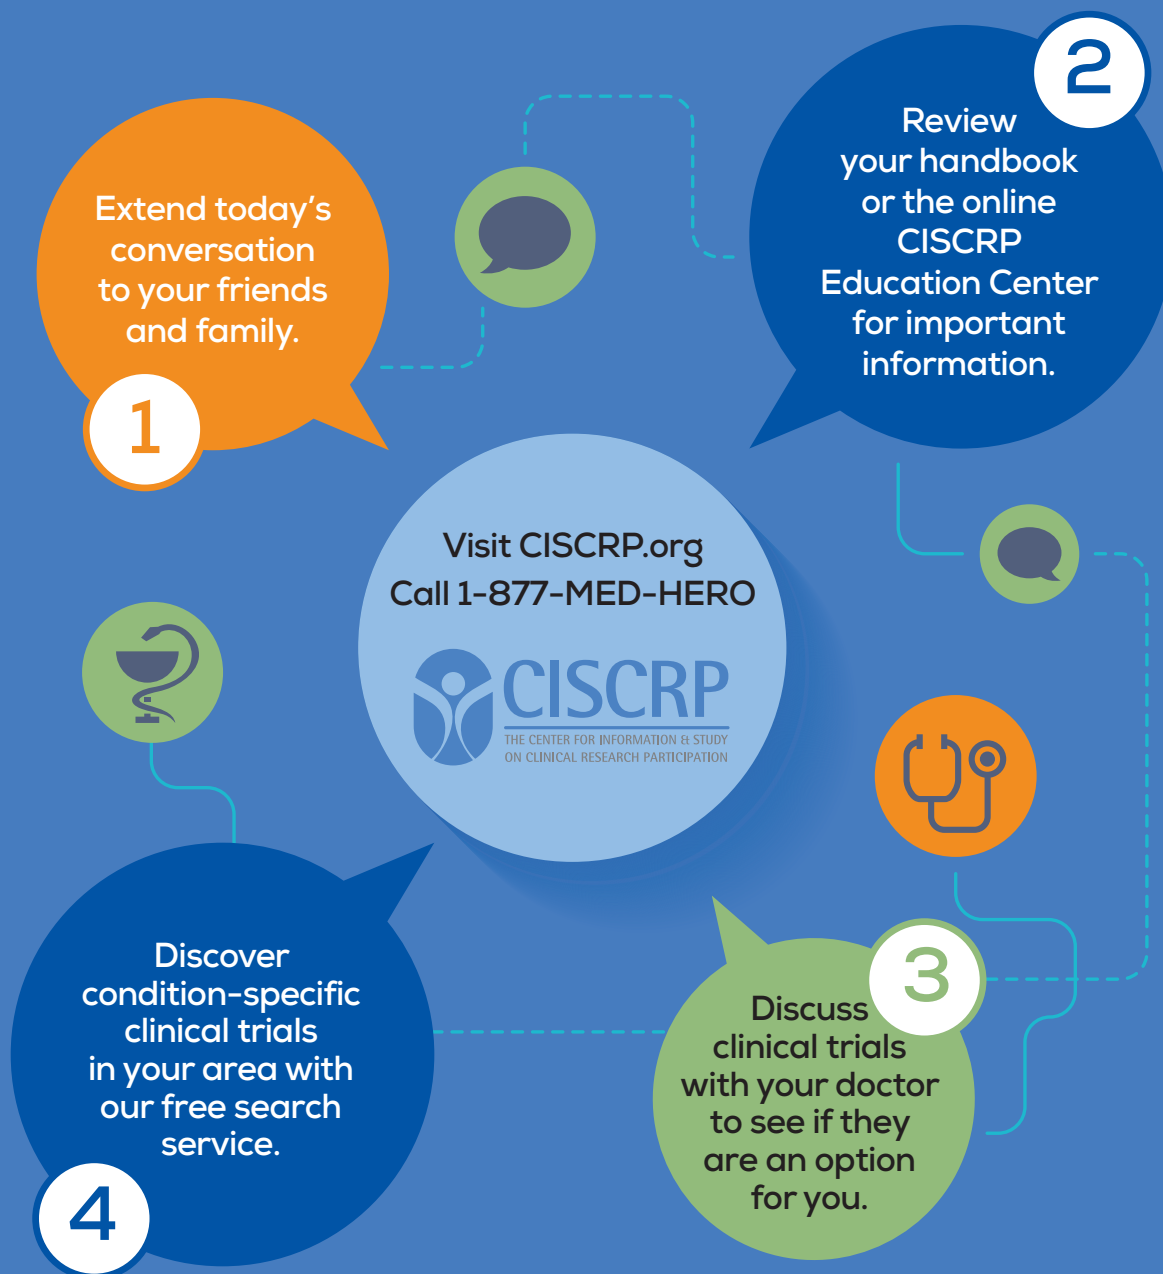 1
Extend today's
conversation
to your friends
and family.
2
Review
your handbook
or the online
CISCRP
Education Center
for important
information.
Visit CISCRP.org
Call 1-877-MED-HERO
CISCRP
THE CENTER FOR INFORMATION & STUDY
ON CLINICAL RESEARCH PARTICIPATION
3
Discuss
clinical trials
with your doctor
to see if they
are an option
for you.
4
Discover
condition-specific
clinical trials
in your area with
our free search
service.